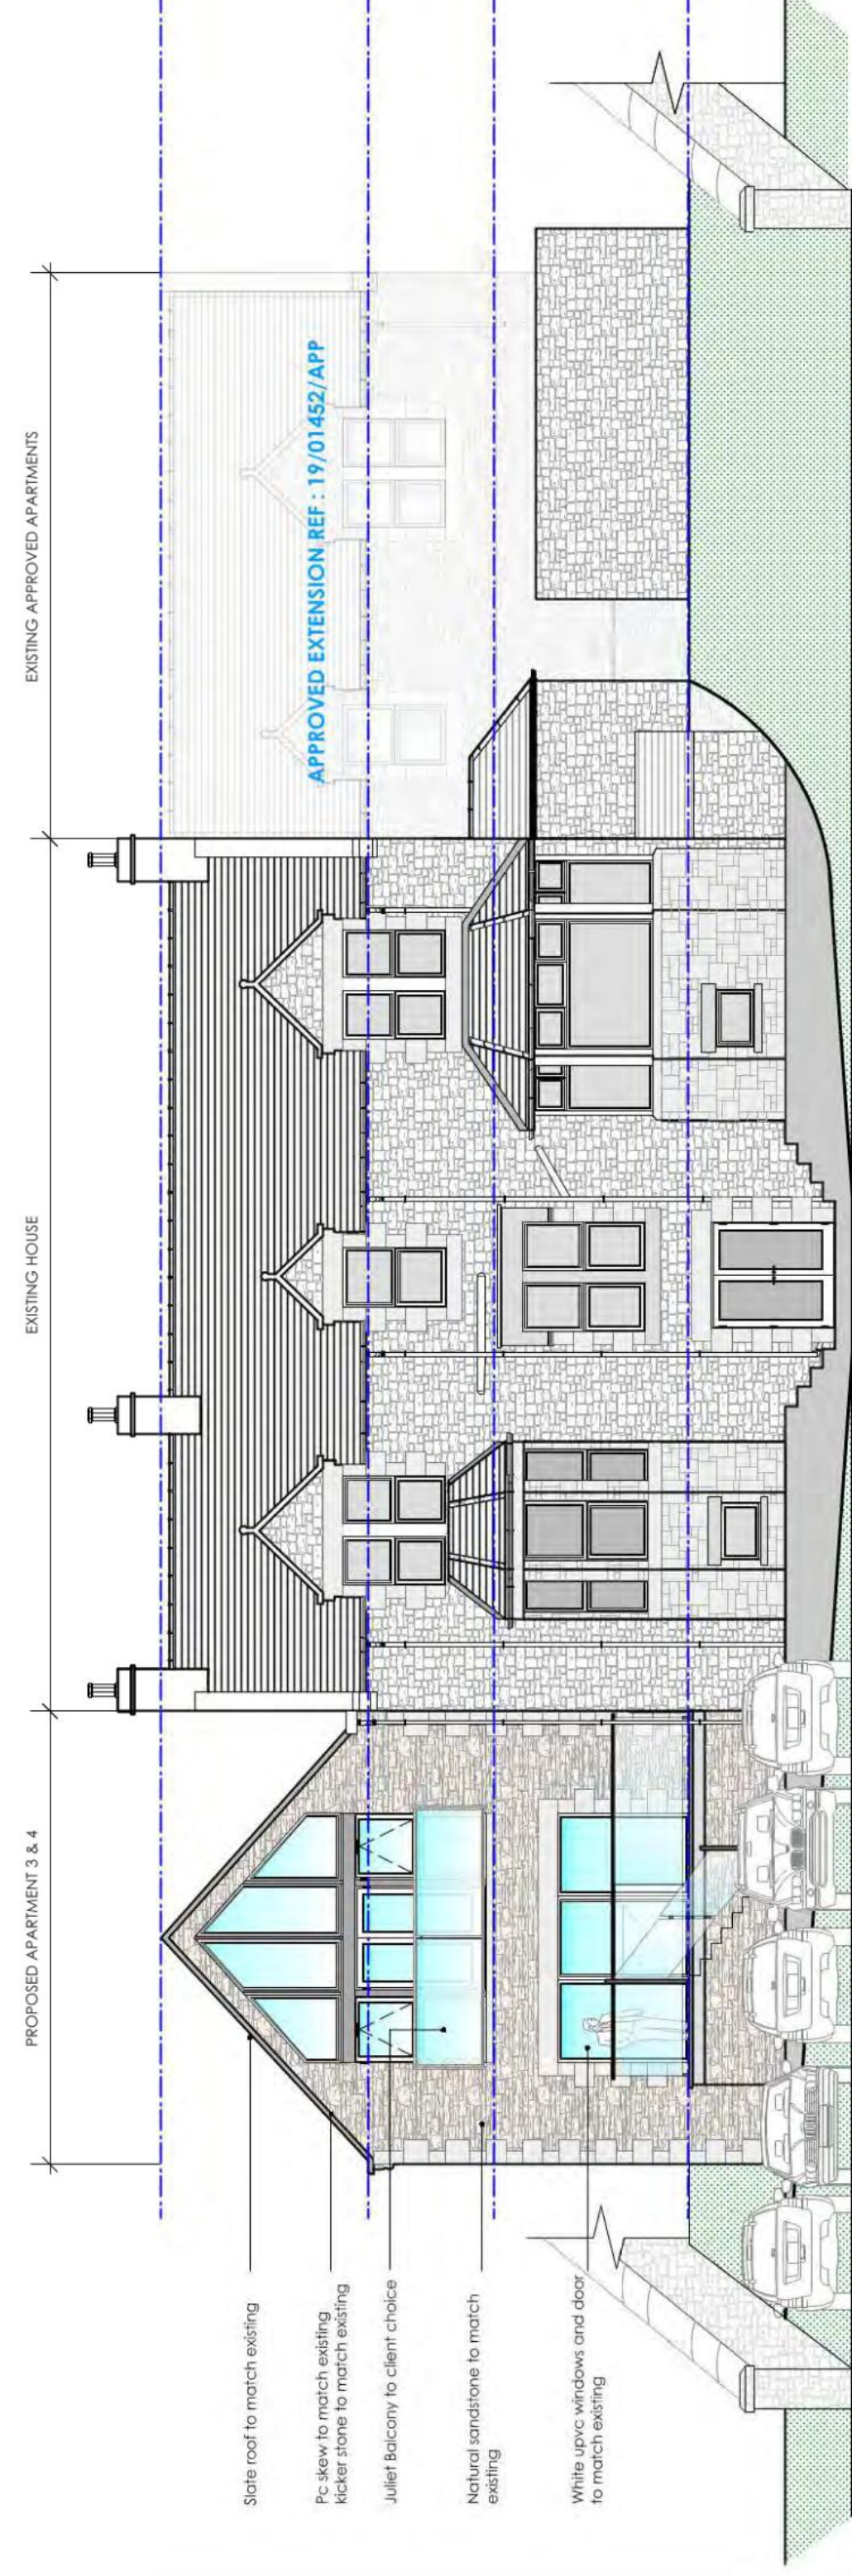 PROPOSED APARTMENT 3 & 4
EXISTING HOUSE
EXISTING APPROVED APARTMENTS
APPROVED EXTENSION REF : 19/01452/APP
Slate roof to match existing
Pc skew to match existing
kicker stone to match existing
Juliet Balcony to client choice
Natural sandstone to match
existing
White upvc windows and door
to match existing